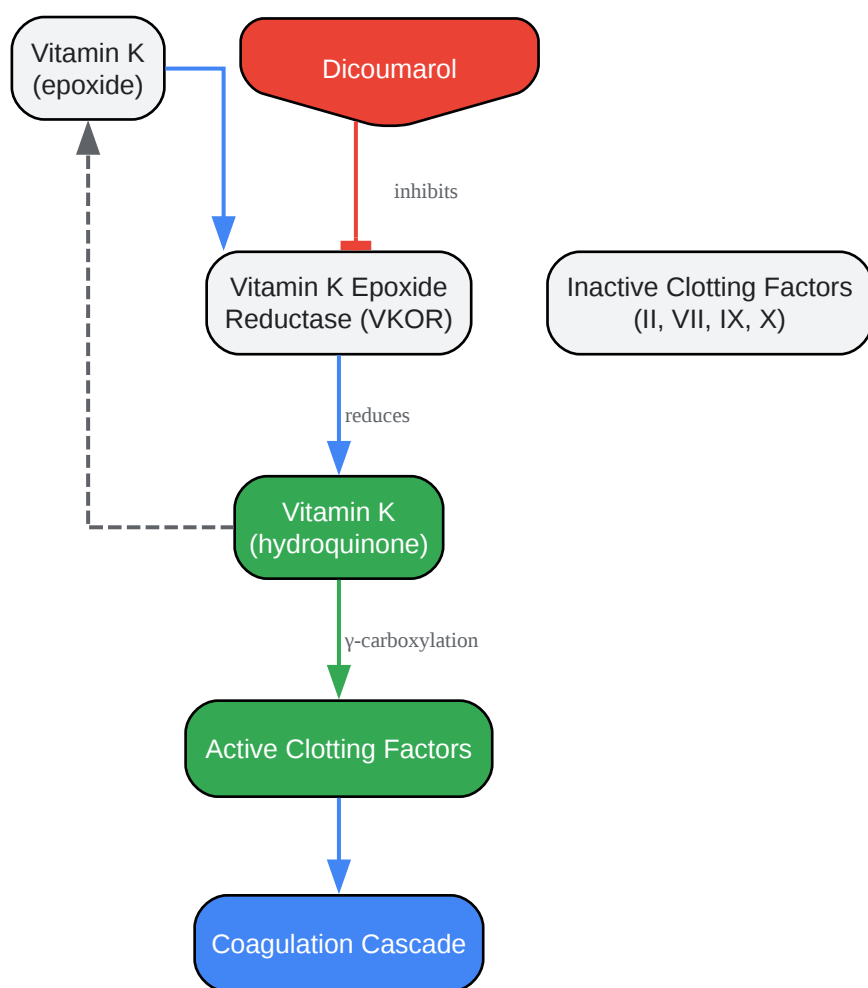 Vitamin K
(epoxide)
Dicoumarol
inhibits
Vitamin K Epoxide
Reductase (VKOR)
Inactive Clotting Factors
(II, VII, IX, X)
reduces
Vitamin K
(hydroquinone)
γ-carboxylation
Active Clotting Factors
Coagulation Cascade